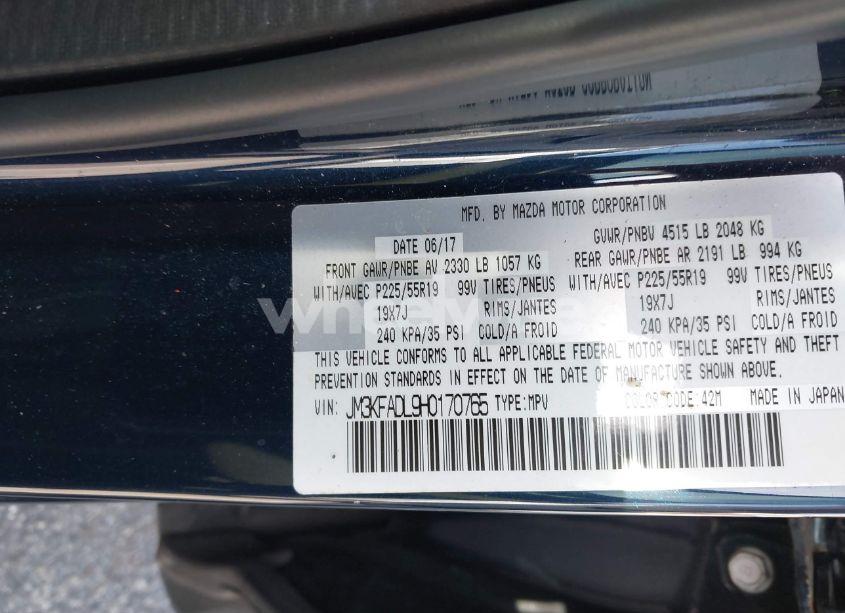 MFD. BY MAZDA MOTOR CORPORATION
DATE 06/17 GVWR/PNBV 4515 LB 2048 KG
FRONT GAWR/PNBE AV 2330 LB 1057 KG REAR GAWR/PNBE AR 2191 LB 994 KG
WITH/AVEC P225/55R19 99V TIRES/PNEUS WITH/AVEC P225/55R19 99V TIRES/PNEUS
19X7J RIMS/JANTES 19X7J RIMS/JANTES
240 KPA/35 PSI COLD/A FROID 240 KPA/35 PSI COLD/A FROID
THIS VEHICLE CONFORMS TO ALL APPLICABLE FEDERAL MOTOR VEHICLE SAFETY AND THEFT
PREVENTION STANDARDS IN EFFECT ON THE DATE OF MANUFACTURE SHOWN ABOVE.
VIN: JM3KFADL9H0170765 TYPE:MPV COLOR CODE:42M MADE IN JAPAN